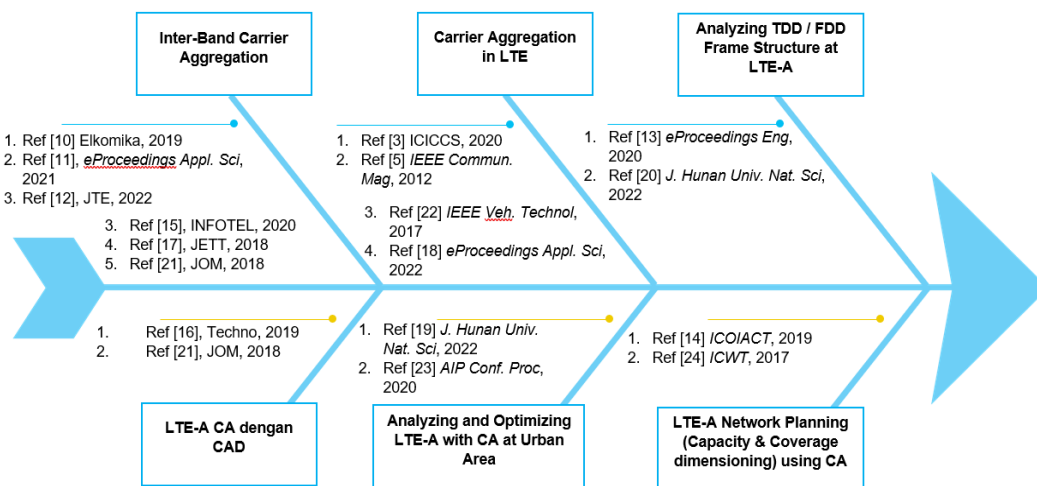 Inter-Band Carrier
Aggregation
Carrier Aggregation
in LTE
Analyzing TDD / FDD
Frame Structure at
LTE-A
1. Ref [10] Elkomika, 2019
2. Ref [11], eProceedings Appl. Sci,
2021
3. Ref [12], JTE, 2022
3. Ref [15], INFOTEL, 2020
4. Ref [17], JETT, 2018
5. Ref [21], JOM, 2018
1. Ref [3] ICICCS, 2020
2. Ref [5] IEEE Commun.
Mag, 2012
3. Ref [22] IEEE Veh. Technol,
2017
4. Ref [18] eProceedings Appl. Sci,
2022
1. Ref [13] eProceedings Eng,
2020
2. Ref [20] J. Hunan Univ. Nat. Sci,
2022
1. Ref [16], Techno, 2019
2. Ref [21], JOM, 2018
1. Ref [19] J. Hunan Univ.
Nat. Sci, 2022
2. Ref [23] AIP Conf. Proc,
2020
1. Ref [14] ICOIACT, 2019
2. Ref [24] ICWT, 2017
LTE-A CA dengan
CAD
Analyzing and Optimizing
LTE-A with CA at Urban
Area
LTE-A Network Planning
(Capacity & Coverage
dimensioning) using CA